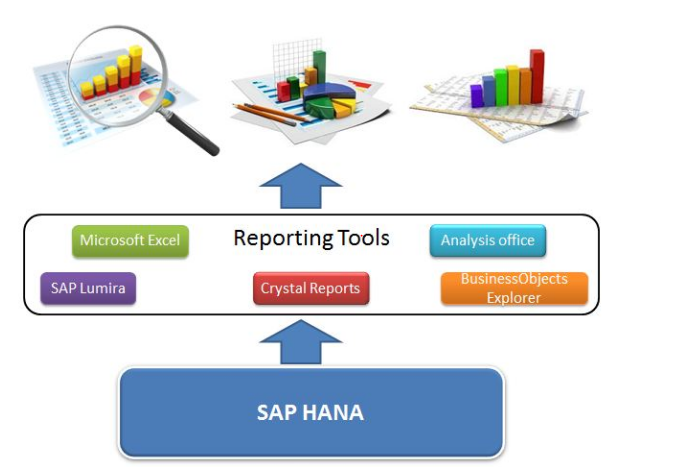 Reporting Tools
Microsoft Excel
Analysis office
SAP Lumira
Crystal Reports
BusinessObjects
Explorer
SAP HANA